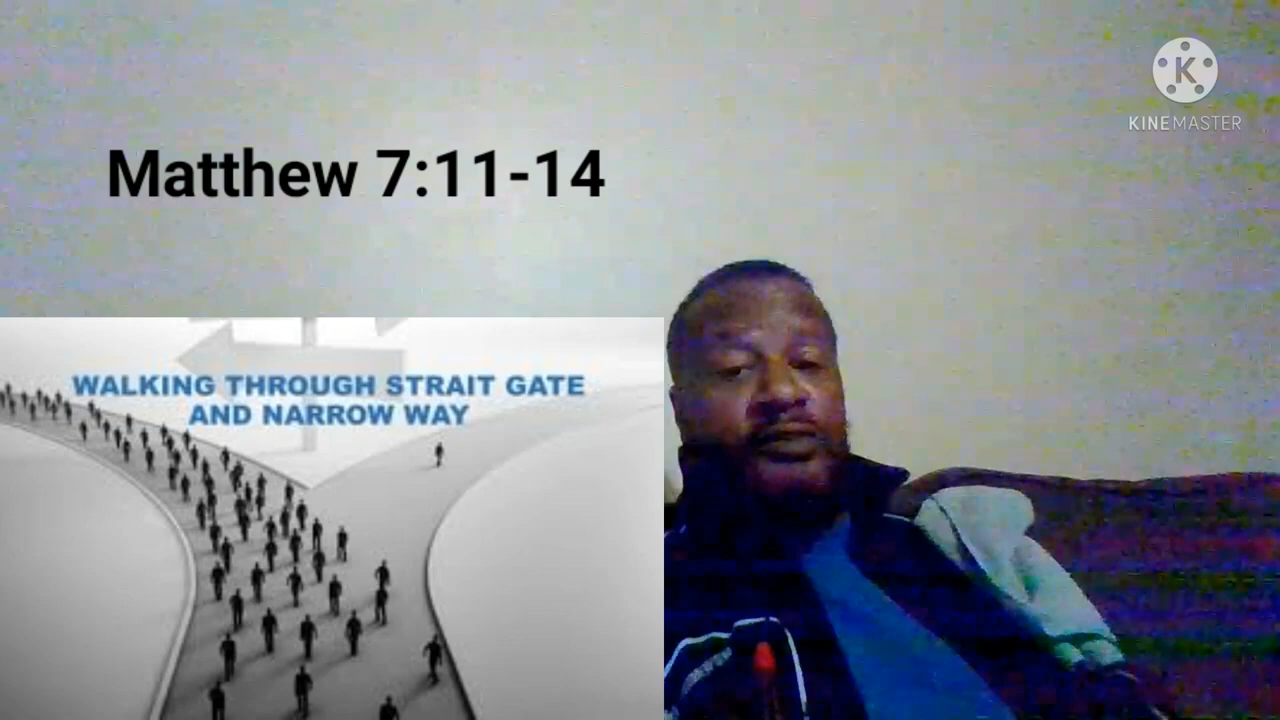 KINEMASTER
Matthew 7:11-14
WALKING THROUGH STRAIT GATE
AND NARROW WAY